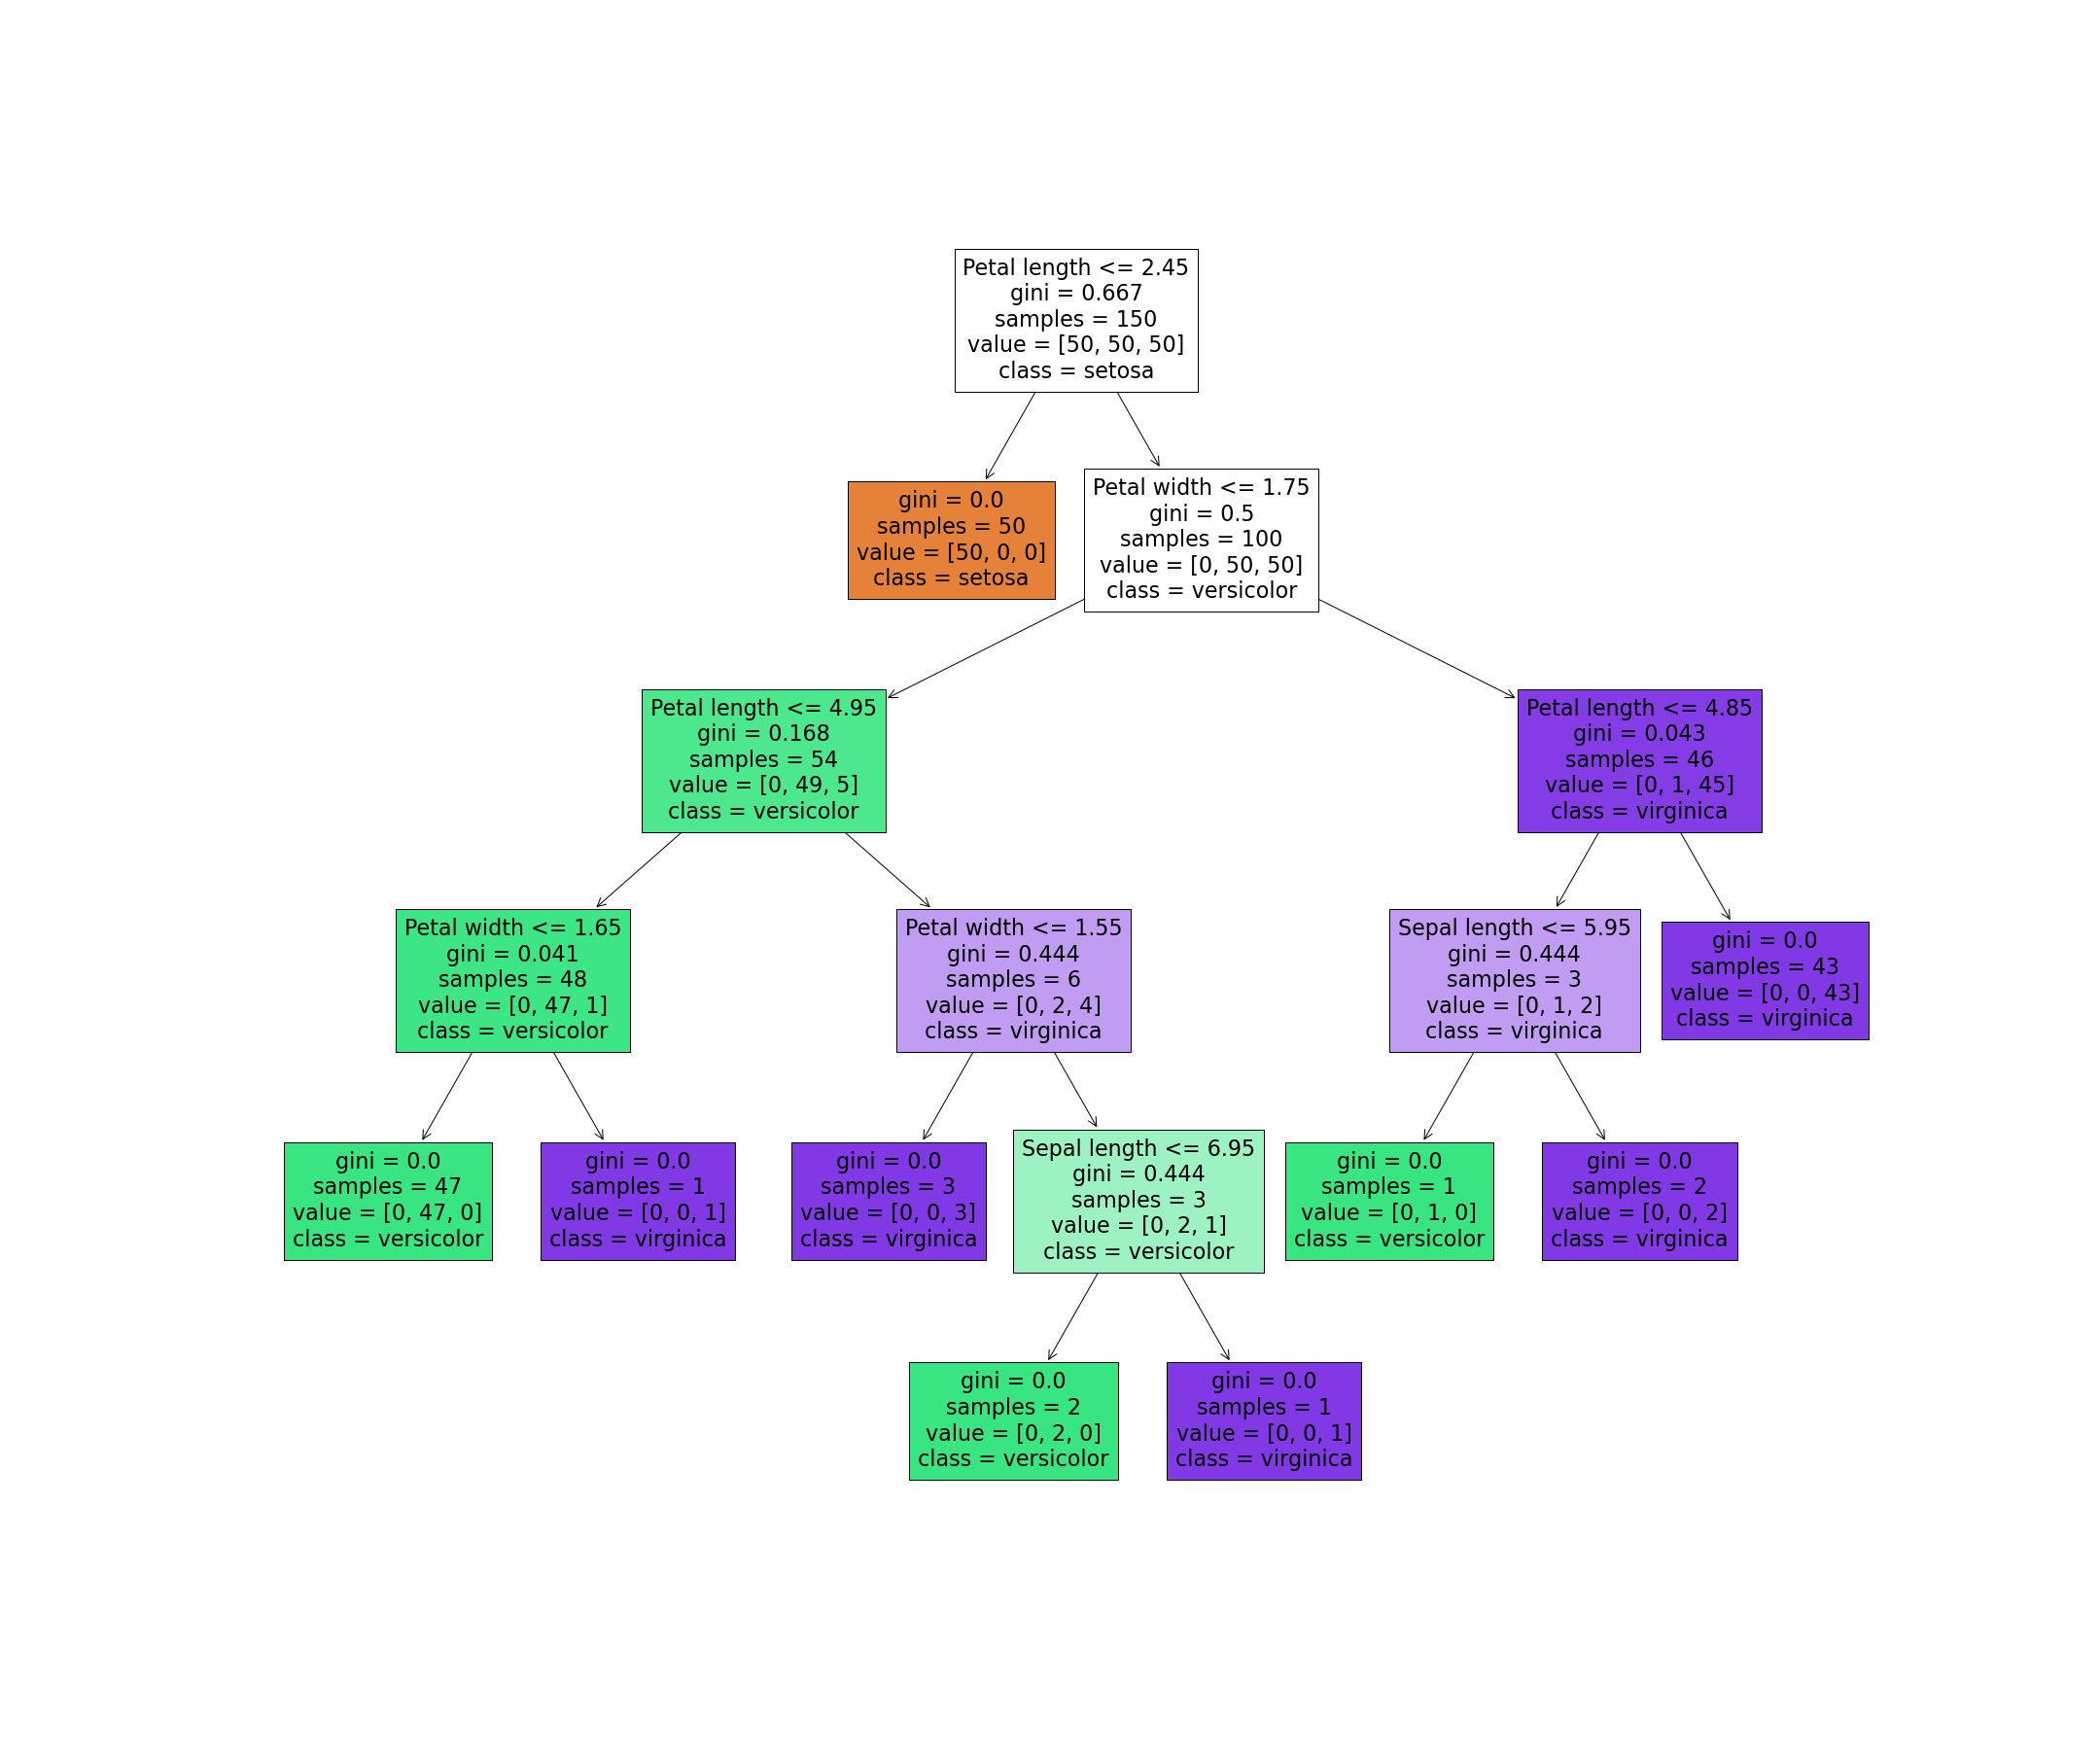 Petal length <= 2.45
gini = 0.667
samples = 150
value = [50, 50, 50]
class = setosa
gini = 0.0
samples = 50
value = [50, 0, 0]
class = setosa
Petal width <= 1.75
gini = 0.5
samples = 100
value = [0, 50, 50]
class = versicolor
Petal length <= 4.95
gini = 0.168
samples = 54
value = [0, 49, 5]
class = versicolor
Petal length <= 4.85
gini = 0.043
samples = 46
value = [0, 1, 45]
class = virginica
Petal width <= 1.65
gini = 0.041
samples = 48
value = [0, 47, 1]
class = versicolor
Petal width <= 1.55
gini = 0.444
samples = 6
value = [0, 2, 4]
class = virginica
Sepal length <= 5.95
gini = 0.444
samples = 3
value = [0, 1, 2]
class = virginica
gini = 0.0
samples = 43
value = [0, 0, 43]
class = virginica
gini = 0.0
samples = 47
value = [0, 47, 0]
class = versicolor
gini = 0.0
samples = 1
value = [0, 0, 1]
class = virginica
gini = 0.0
samples = 3
value = [0, 0, 3]
class = virginica
Sepal length <= 6.95
gini = 0.444
samples = 3
value = [0, 2, 1]
class = versicolor
gini = 0.0
samples = 1
value = [0, 1, 0]
class = versicolor
gini = 0.0
samples = 2
value = [0, 0, 2]
class = virginica
gini = 0.0
samples = 2
value = [0, 2, 0]
class = versicolor
gini = 0.0
samples = 1
value = [0, 0, 1]
class = virginica